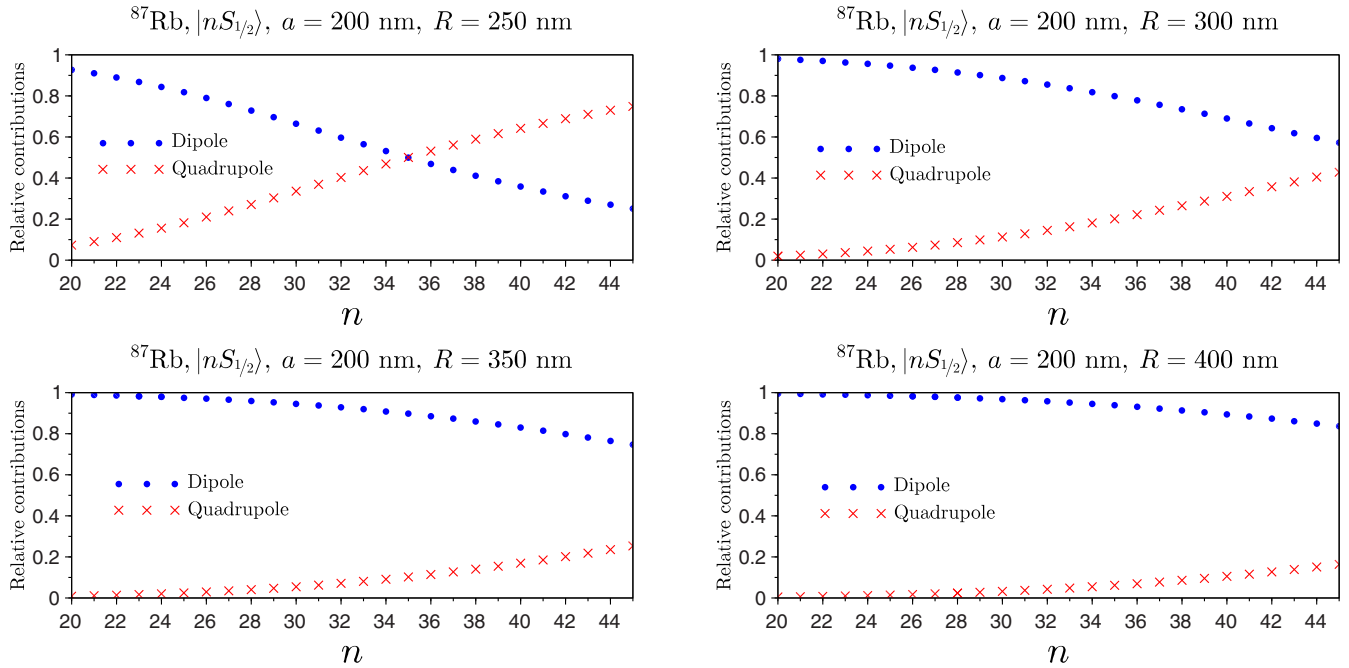 ⁸⁷Rb, |nS₁/₂⟩, a = 200 nm, R = 250 nm
Relative contributions
1
0.8
0.6
0.4
0.2
0
Dipole
Quadrupole
20 22 24 26 28 30 32 34 36 38 40 42 44
n
⁸⁷Rb, |nS₁/₂⟩, a = 200 nm, R = 300 nm
Relative contributions
1
0.8
0.6
0.4
0.2
0
Dipole
Quadrupole
20 22 24 26 28 30 32 34 36 38 40 42 44
n
⁸⁷Rb, |nS₁/₂⟩, a = 200 nm, R = 350 nm
Relative contributions
1
0.8
0.6
0.4
0.2
0
Dipole
Quadrupole
20 22 24 26 28 30 32 34 36 38 40 42 44
n
⁸⁷Rb, |nS₁/₂⟩, a = 200 nm, R = 400 nm
Relative contributions
1
0.8
0.6
0.4
0.2
0
Dipole
Quadrupole
20 22 24 26 28 30 32 34 36 38 40 42 44
n